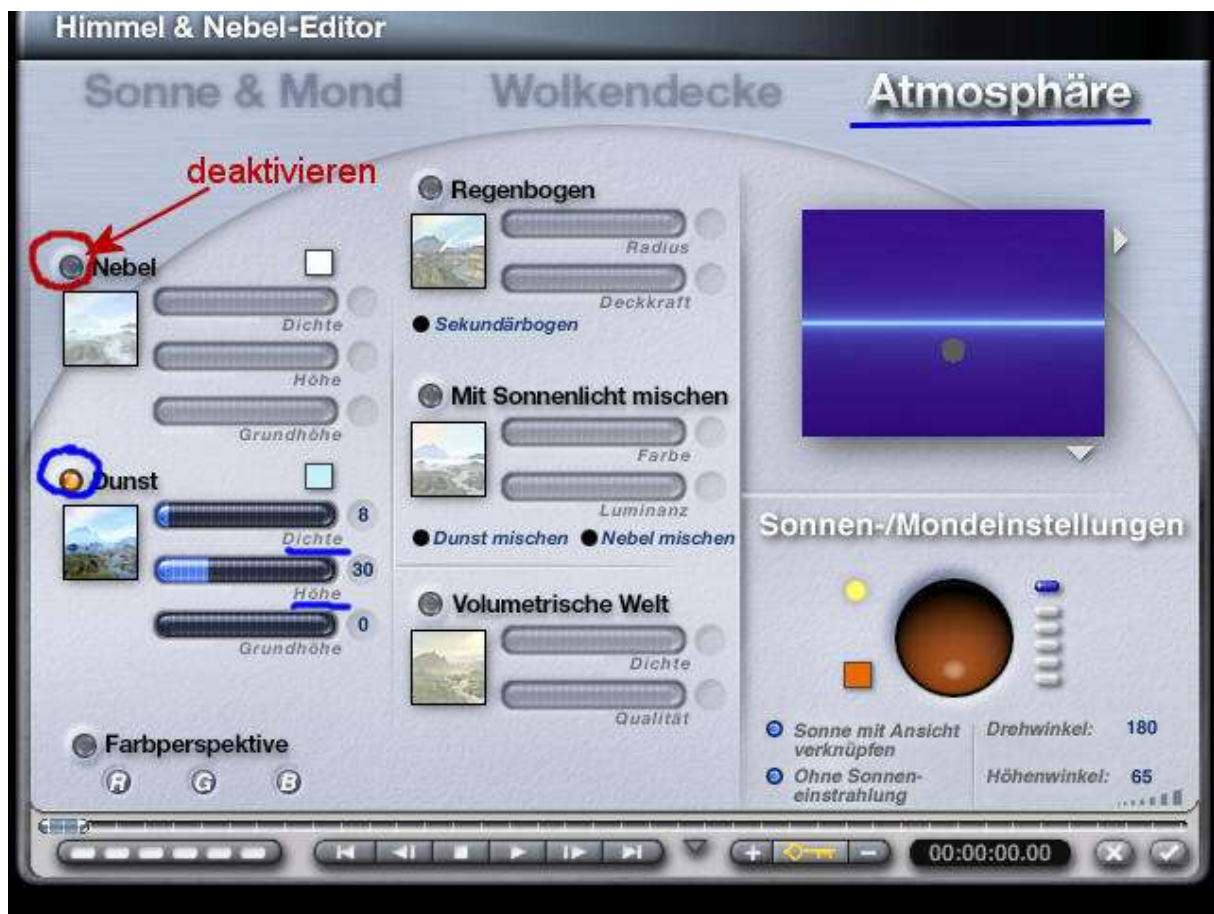 Himmel & Nebel-Editor
Sonne & Mond
Wolkendecke
Atmosphäre
deaktivieren
Nebel
Dichte
Höhe
Grundhöhe
Dunst
8
Dichte
30
Höhe
0
Grundhöhe
Farbperspektive
R G B
Regenbogen
Radius
Deckkraft
Sekundärbogen
Mit Sonnenlicht mischen
Farbe
Luminanz
Dunst mischen
Nebel mischen
Volumetrische Welt
Dichte
Qualität
Sonnen-/Mondeinstellungen
Sonne mit Ansicht
verknüpfen
Ohne Sonnen-
einstrahlung
Drehwinkel: 180
Höhenwinkel: 65
00:00:00.00